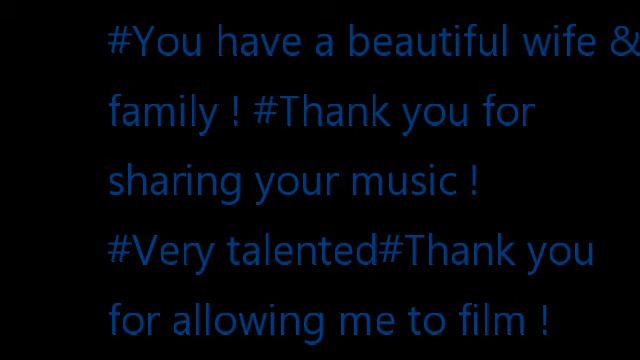 #You have a beautiful wife &
family ! #Thank you for
sharing your music !
#Very talented#Thank you
for allowing me to film !